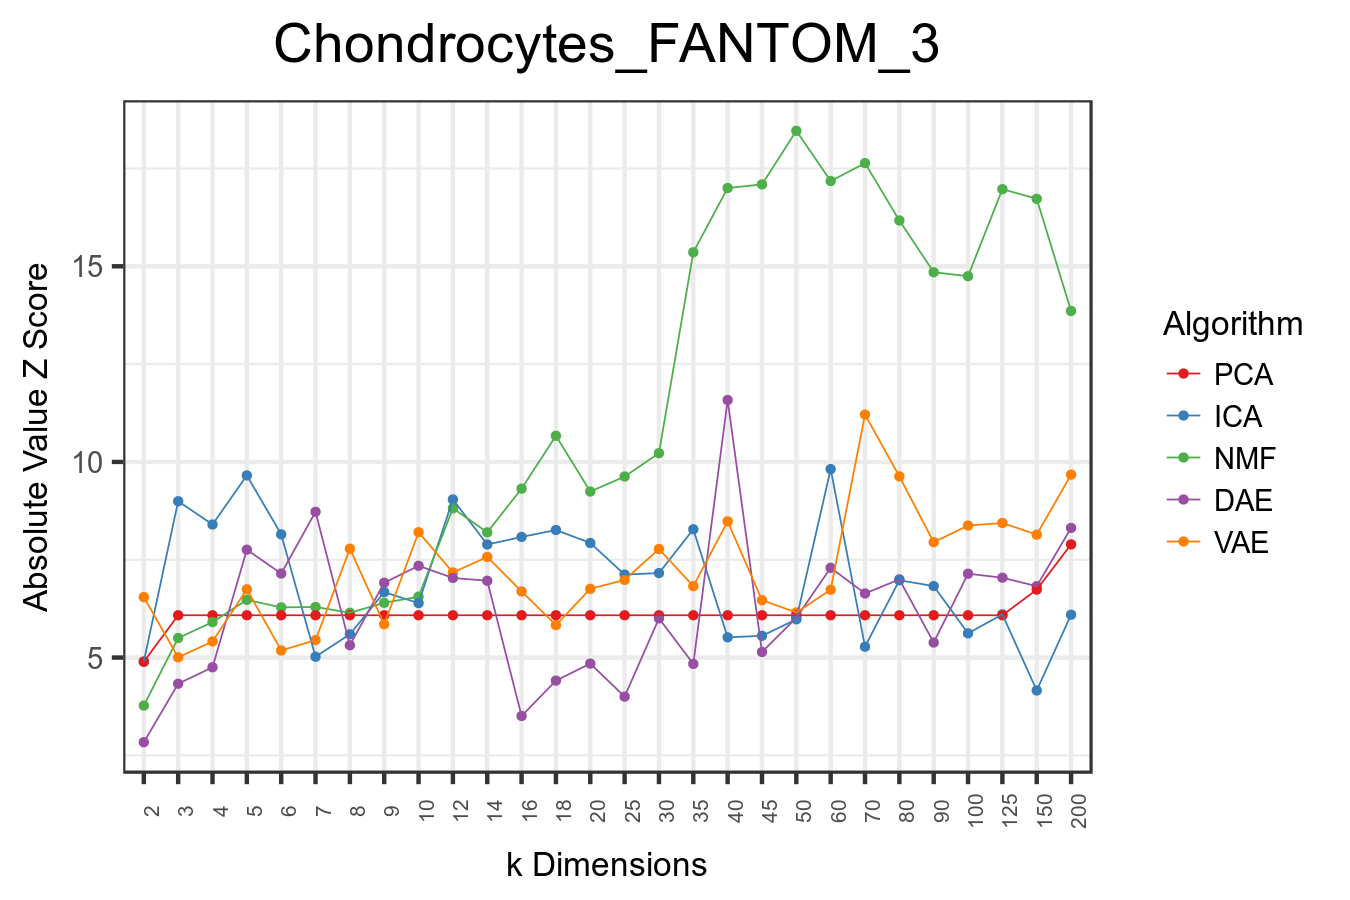 Chondrocytes_FANTOM_3
Absolute Value Z Score
15
10
5
2 3 4 5 6 7 8 9 10 12 14 16 18 20 25 30 35 40 45 50 60 70 80 90 100 125 150 200
k Dimensions
Algorithm
PCA
ICA
NMF
DAE
VAE